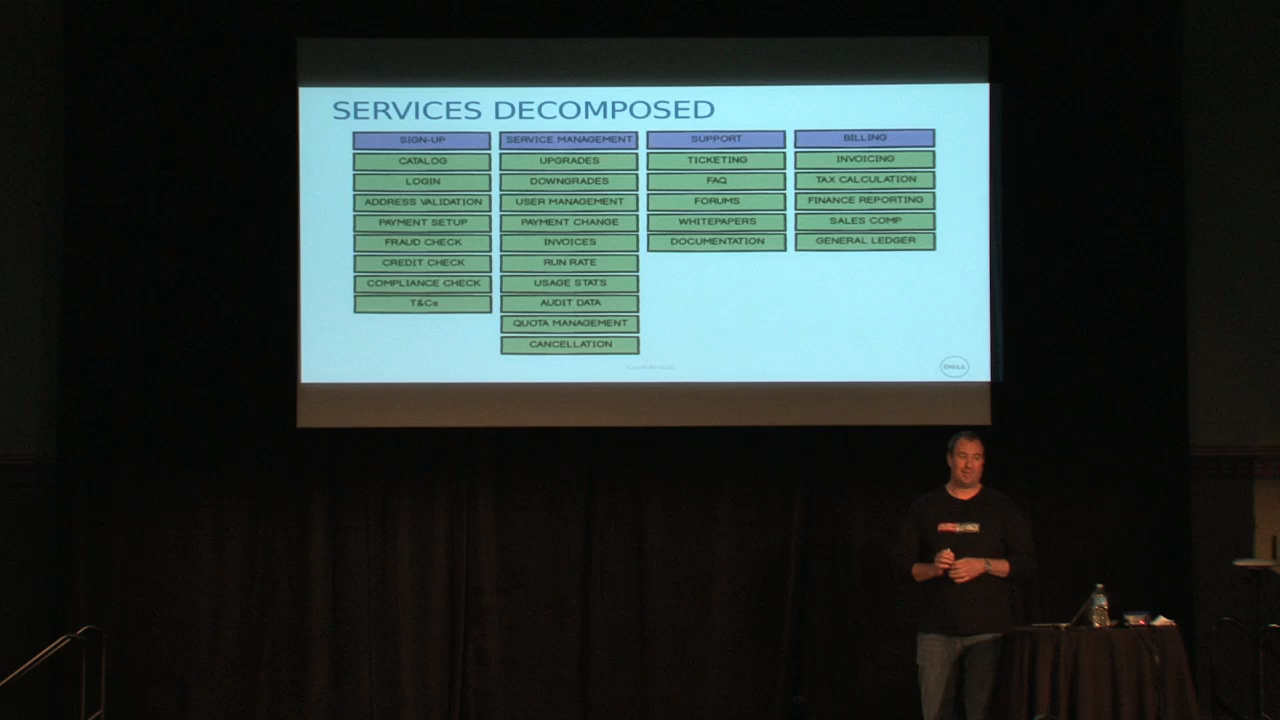 SERVICES DECOMPOSED
SIGN-UP
CATALOG
LOGIN
ADDRESS VALIDATION
PAYMENT SETUP
FRAUD CHECK
CREDIT CHECK
COMPLIANCE CHECK
T&Cs
SERVICE MANAGEMENT
UPGRADES
DOWNGRADES
USER MANAGEMENT
PAYMENT CHANGE
INVOICES
RUN RATE
USAGE STATS
AUDIT DATA
QUOTA MANAGEMENT
CANCELLATION
SUPPORT
TICKETING
FAQ
FORUMS
WHITEPAPERS
DOCUMENTATION
BILLING
INVOICING
TAX CALCULATION
FINANCE REPORTING
SALES COMP
GENERAL LEDGER
Confidential
DELL